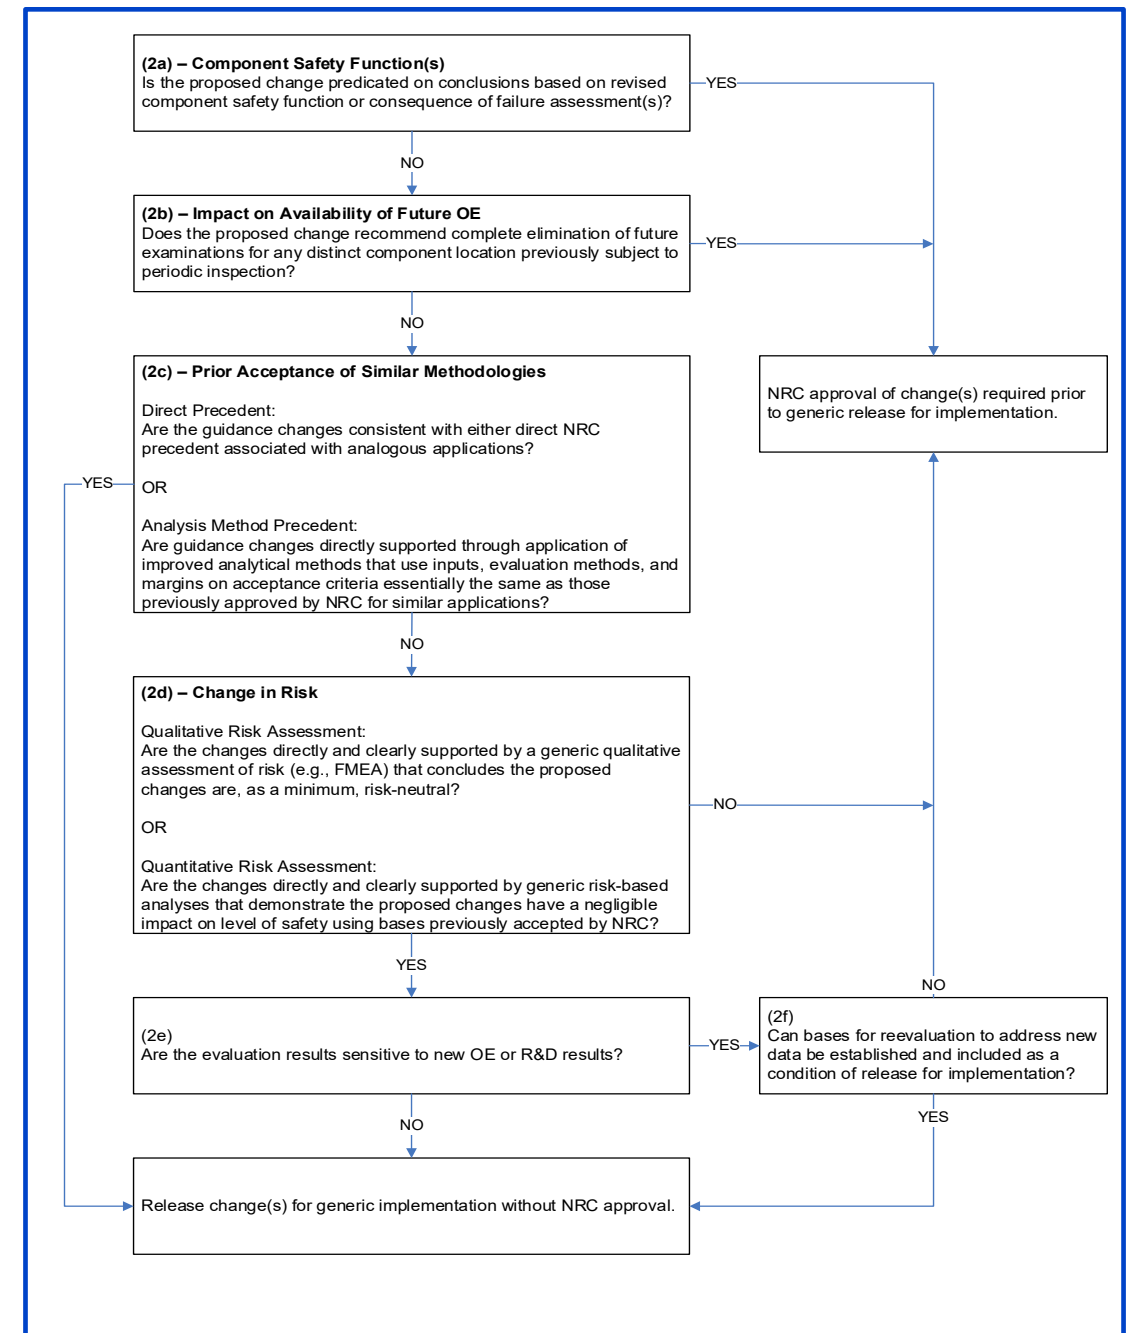 (2a) – Component Safety Function(s)
Is the proposed change predicated on conclusions based on revised
component safety function or consequence of failure assessment(s)?
YES
NO
(2b) – Impact on Availability of Future OE
Does the proposed change recommend complete elimination of future
examinations for any distinct component location previously subject to
periodic inspection?
YES
NO
(2c) – Prior Acceptance of Similar Methodologies
Direct Precedent:
Are the guidance changes consistent with either direct NRC
precedent associated with analogous applications?
OR
Analysis Method Precedent:
Are guidance changes directly supported through application of
improved analytical methods that use inputs, evaluation methods, and
margins on acceptance criteria essentially the same as those
previously approved by NRC for similar applications?
NRC approval of change(s) required prior
to generic release for implementation.
YES
NO
(2d) – Change in Risk
Qualitative Risk Assessment:
Are the changes directly and clearly supported by a generic qualitative
assessment of risk (e.g., FMEA) that concludes the proposed
changes are, as a minimum, risk-neutral?
OR
Quantitative Risk Assessment:
Are the changes directly and clearly supported by generic risk-based
analyses that demonstrate the proposed changes have a negligible
impact on level of safety using bases previously accepted by NRC?
NO
YES
(2e)
Are the evaluation results sensitive to new OE or R&D results?
YES
NO
(2f)
Can bases for reevaluation to address new
data be established and included as a
condition of release for implementation?
NO
YES
Release change(s) for generic implementation without NRC approval.